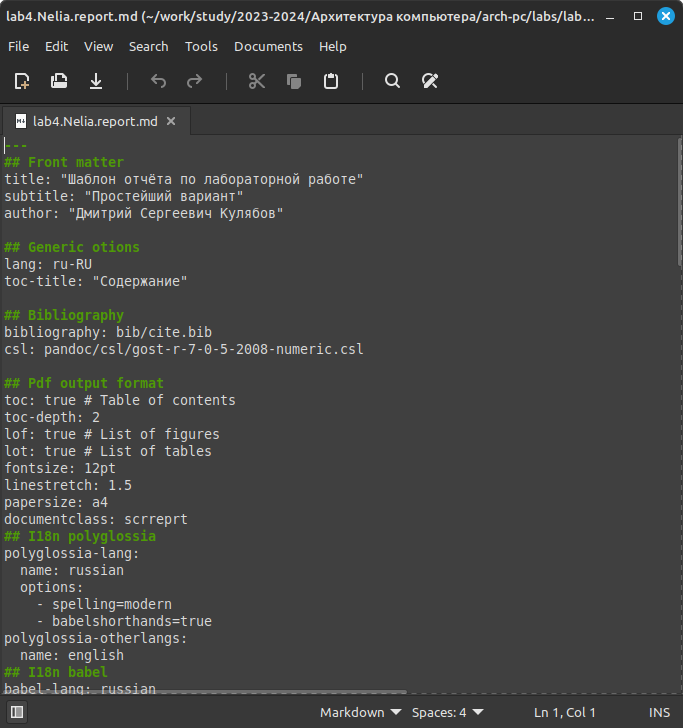 lab4.Nelia.report.md (~/work/study/2023-2024/Архитектура компьютера/arch-pc/labs/lab...
File Edit View Search Tools Documents Help
lab4.Nelia.report.md
---
## Front matter
title: "Шаблон отчёта по лабораторной работе"
subtitle: "Простейший вариант"
author: "Дмитрий Сергеевич Кулябов"
## Generic otions
lang: ru-RU
toc-title: "Содержание"
## Bibliography
bibliography: bib/cite.bib
csl: pandoc/csl/gost-r-7-0-5-2008-numeric.csl
## Pdf output format
toc: true # Table of contents
toc-depth: 2
lof: true # List of figures
lot: true # List of tables
fontsize: 12pt
linestretch: 1.5
papersize: a4
documentclass: scrreprt
## I18n polyglossia
polyglossia-lang:
  name: russian
  options:
    - spelling=modern
    - babelshorthands=true
polyglossia-otherlangs:
  name: english
## I18n babel
babel-lang: russian
Markdown Spaces: 4 Ln 1, Col 1 INS